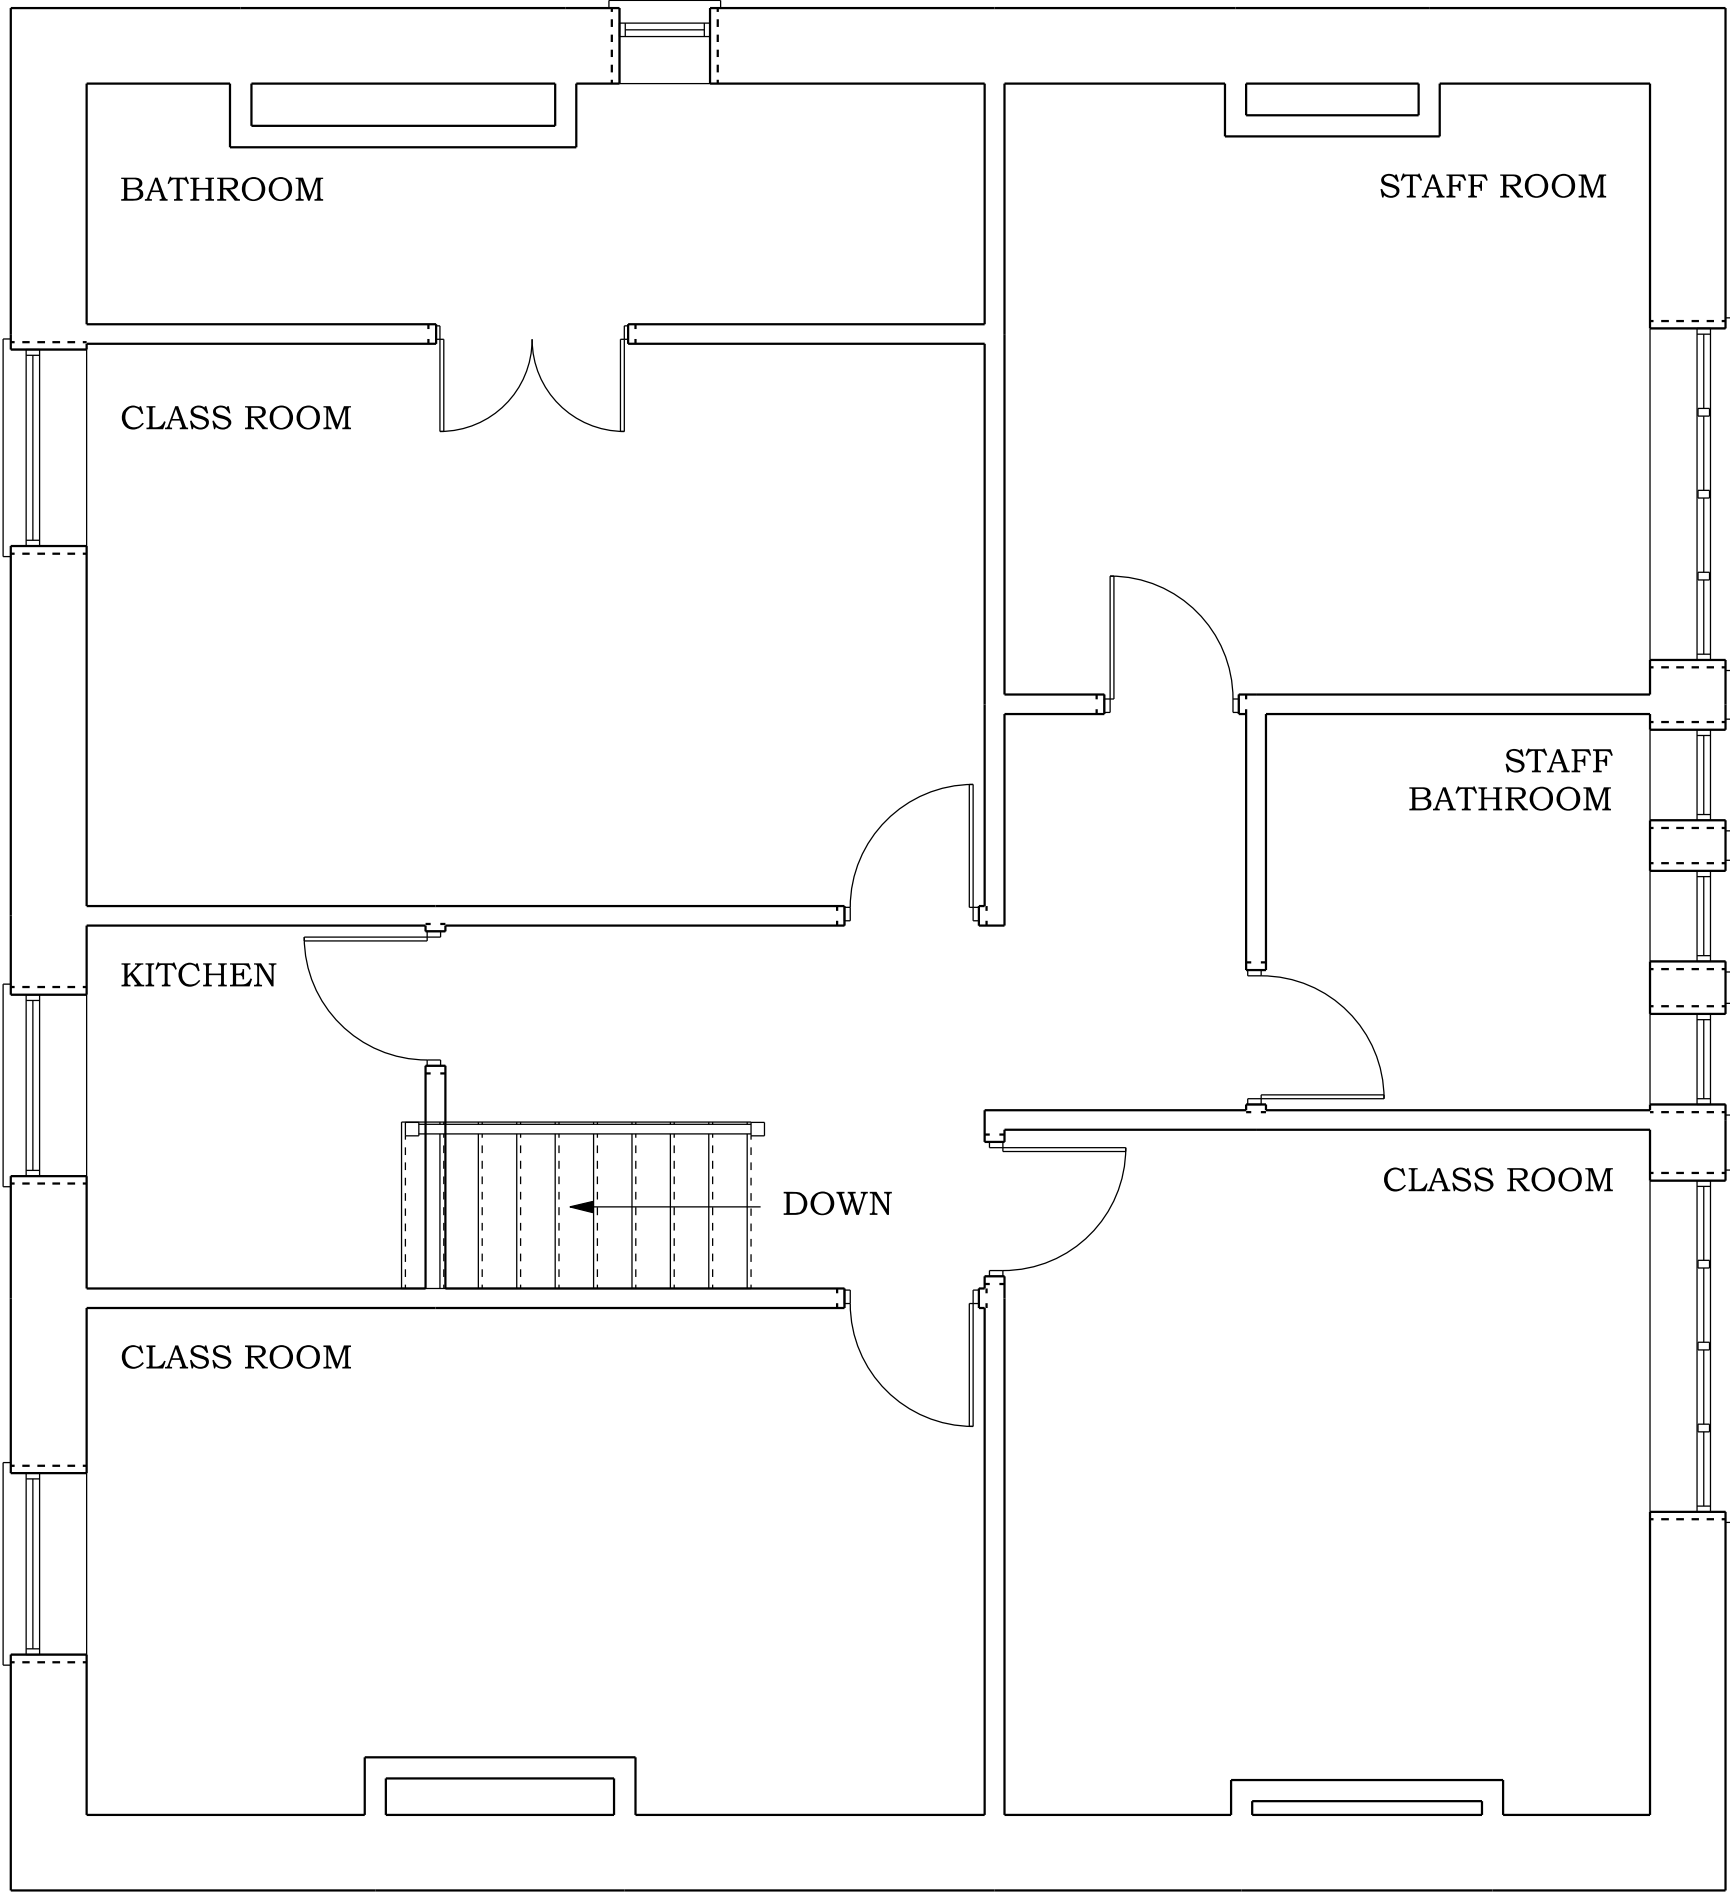 BATHROOM
STAFF ROOM
CLASS ROOM
STAFF
BATHROOM
KITCHEN
CLASS ROOM
DOWN
CLASS ROOM